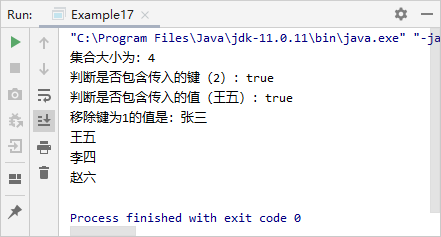 Run: Example17
"C:\Program Files\Java\jdk-11.0.11\bin\java.exe" "-ja
集合大小为: 4
判断是否包含传入的键（2）: true
判断是否包含传入的值（王五）: true
移除键为1的值是: 张三
王五
李四
赵六
Process finished with exit code 0